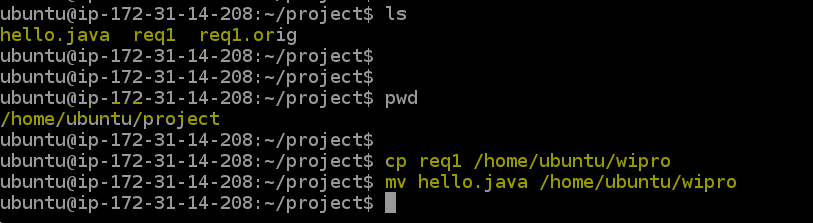 ubuntu@ip-172-31-14-208:~/project$ ls
hello.java  req1  req1.orig
ubuntu@ip-172-31-14-208:~/project$
ubuntu@ip-172-31-14-208:~/project$
ubuntu@ip-172-31-14-208:~/project$ pwd
/home/ubuntu/project
ubuntu@ip-172-31-14-208:~/project$
ubuntu@ip-172-31-14-208:~/project$ cp req1 /home/ubuntu/wipro
ubuntu@ip-172-31-14-208:~/project$ mv hello.java /home/ubuntu/wipro
ubuntu@ip-172-31-14-208:~/project$